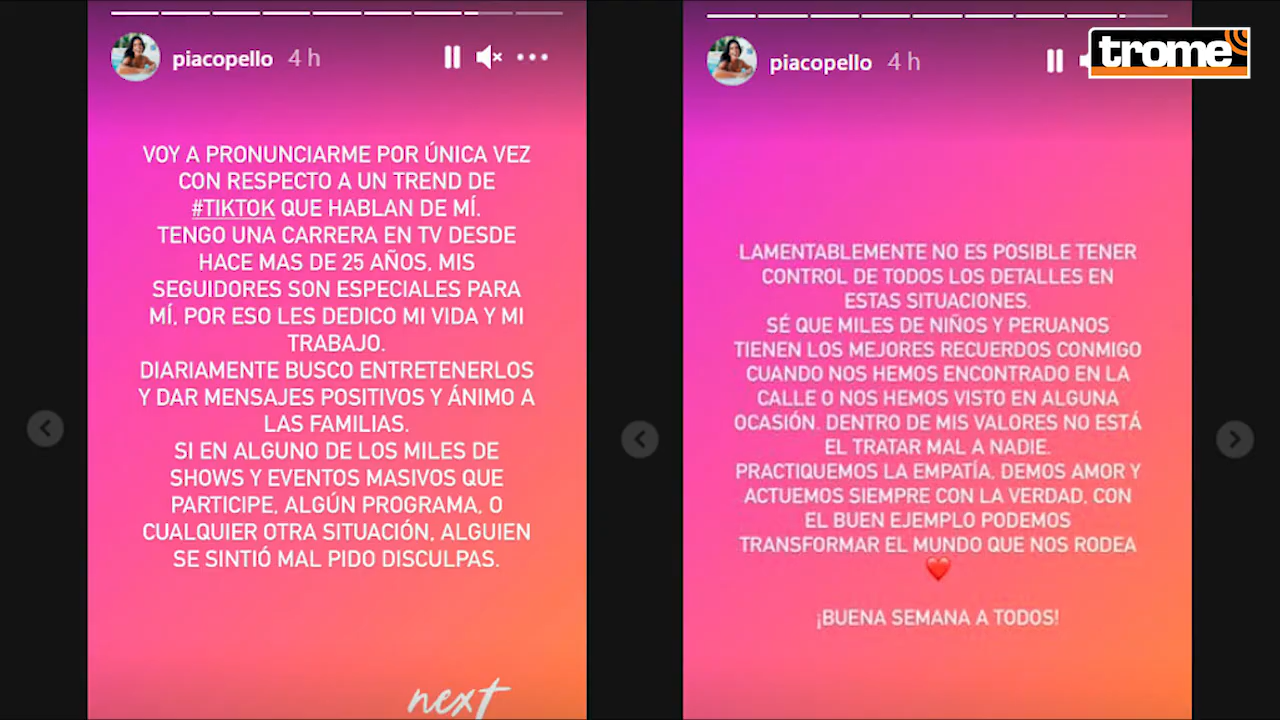 piacopello 4 h
VOY A PRONUNCIARME POR ÚNICA VEZ
CON RESPECTO A UN TREND DE
#TIKTOK QUE HABLAN DE MÍ.
TENGO UNA CARRERA EN TV DESDE
HACE MAS DE 25 AÑOS, MIS
SEGUIDORES SON ESPECIALES PARA
MÍ, POR ESO LES DEDICO MI VIDA Y MI
TRABAJO.
DIARIAMENTE BUSCO ENTRETENERLOS
Y DAR MENSAJES POSITIVOS Y ÁNIMO A
LAS FAMILIAS.
SI EN ALGUNO DE LOS MILES DE
SHOWS Y EVENTOS MASIVOS QUE
PARTICIPE, ALGÚN PROGRAMA, O
CUALQUIER OTRA SITUACIÓN, ALGUIEN
SE SINTIÓ MAL PIDO DISCULPAS.
next
piacopello 4 h
trome
LAMENTABLEMENTE NO ES POSIBLE TENER
CONTROL DE TODOS LOS DETALLES EN
ESTAS SITUACIONES.
SÉ QUE MILES DE NIÑOS Y PERUANOS
TIENEN LOS MEJORES RECUERDOS CONMIGO
CUANDO NOS HEMOS ENCONTRADO EN LA
CALLE O NOS HEMOS VISTO EN ALGUNA
OCASIÓN. DENTRO DE MIS VALORES NO ESTÁ
EL TRATAR MAL A NADIE.
PRACTIQUEMOS LA EMPATÍA, DEMOS AMOR Y
ACTUEMOS SIEMPRE CON LA VERDAD, CON
EL BUEN EJEMPLO PODEMOS
TRANSFORMAR EL MUNDO QUE NOS RODEA
❤️
¡BUENA SEMANA A TODOS!